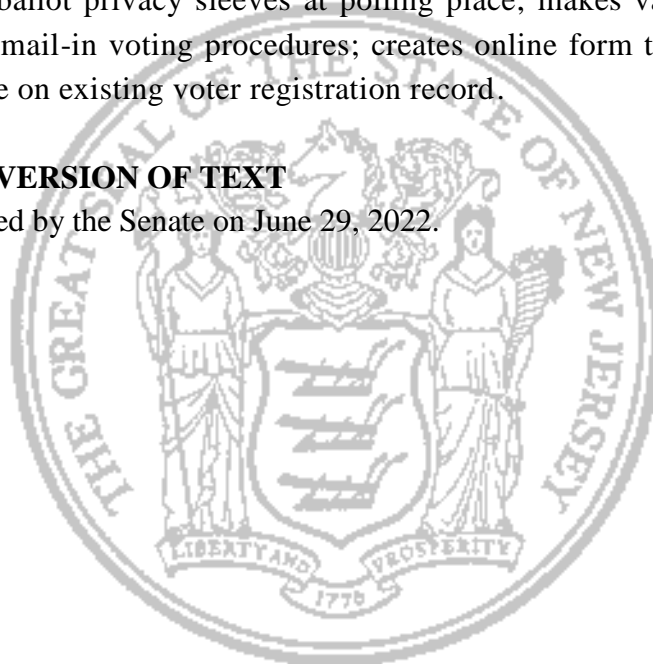 ballot privacy sleeves at polling place, makes va
mail-in voting procedures; creates online form t
e on existing voter registration record.
VERSION OF TEXT
ed by the Senate on June 29, 2022.
THE GREAT SEAL OF THE STATE OF NEW JERSEY
LIBERTY AND PROSPERITY
1776